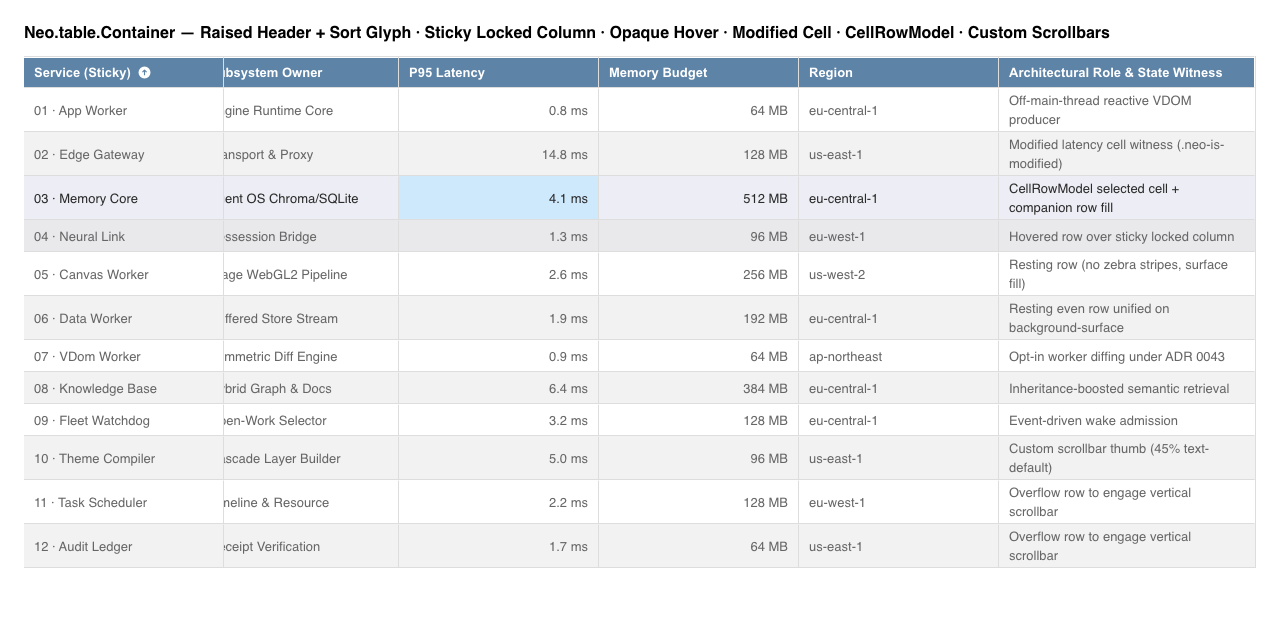 Neo.table.Container — Raised Header + Sort Glyph · Sticky Locked Column · Opaque Hover · Modified Cell · CellRowModel · Custom Scrollbars
Service (Sticky) bsystem Owner P95 Latency Memory Budget Region Architectural Role & State Witness
01 · App Worker gine Runtime Core 0.8 ms 64 MB eu-central-1 Off-main-thread reactive VDOM
producer
02 · Edge Gateway ansport & Proxy 14.8 ms 128 MB us-east-1 Modified latency cell witness (.neo-is-
modified)
03 · Memory Core ent OS Chroma/SQLite 4.1 ms 512 MB eu-central-1 CellRowModel selected cell +
companion row fill
04 · Neural Link ssession Bridge 1.3 ms 96 MB eu-west-1 Hovered row over sticky locked column
05 · Canvas Worker age WebGL2 Pipeline 2.6 ms 256 MB us-west-2 Resting row (no zebra stripes, surface
fill)
06 · Data Worker ffered Store Stream 1.9 ms 192 MB eu-central-1 Resting even row unified on
background-surface
07 · VDom Worker mmetric Diff Engine 0.9 ms 64 MB ap-northeast Opt-in worker diffing under ADR 0043
08 · Knowledge Base brid Graph & Docs 6.4 ms 384 MB eu-central-1 Inheritance-boosted semantic retrieval
09 · Fleet Watchdog en-Work Selector 3.2 ms 128 MB eu-central-1 Event-driven wake admission
10 · Theme Compiler scade Layer Builder 5.0 ms 96 MB us-east-1 Custom scrollbar thumb (45% text-
default)
11 · Task Scheduler meline & Resource 2.2 ms 128 MB eu-west-1 Overflow row to engage vertical
scrollbar
12 · Audit Ledger ceipt Verification 1.7 ms 64 MB us-east-1 Overflow row to engage vertical
scrollbar